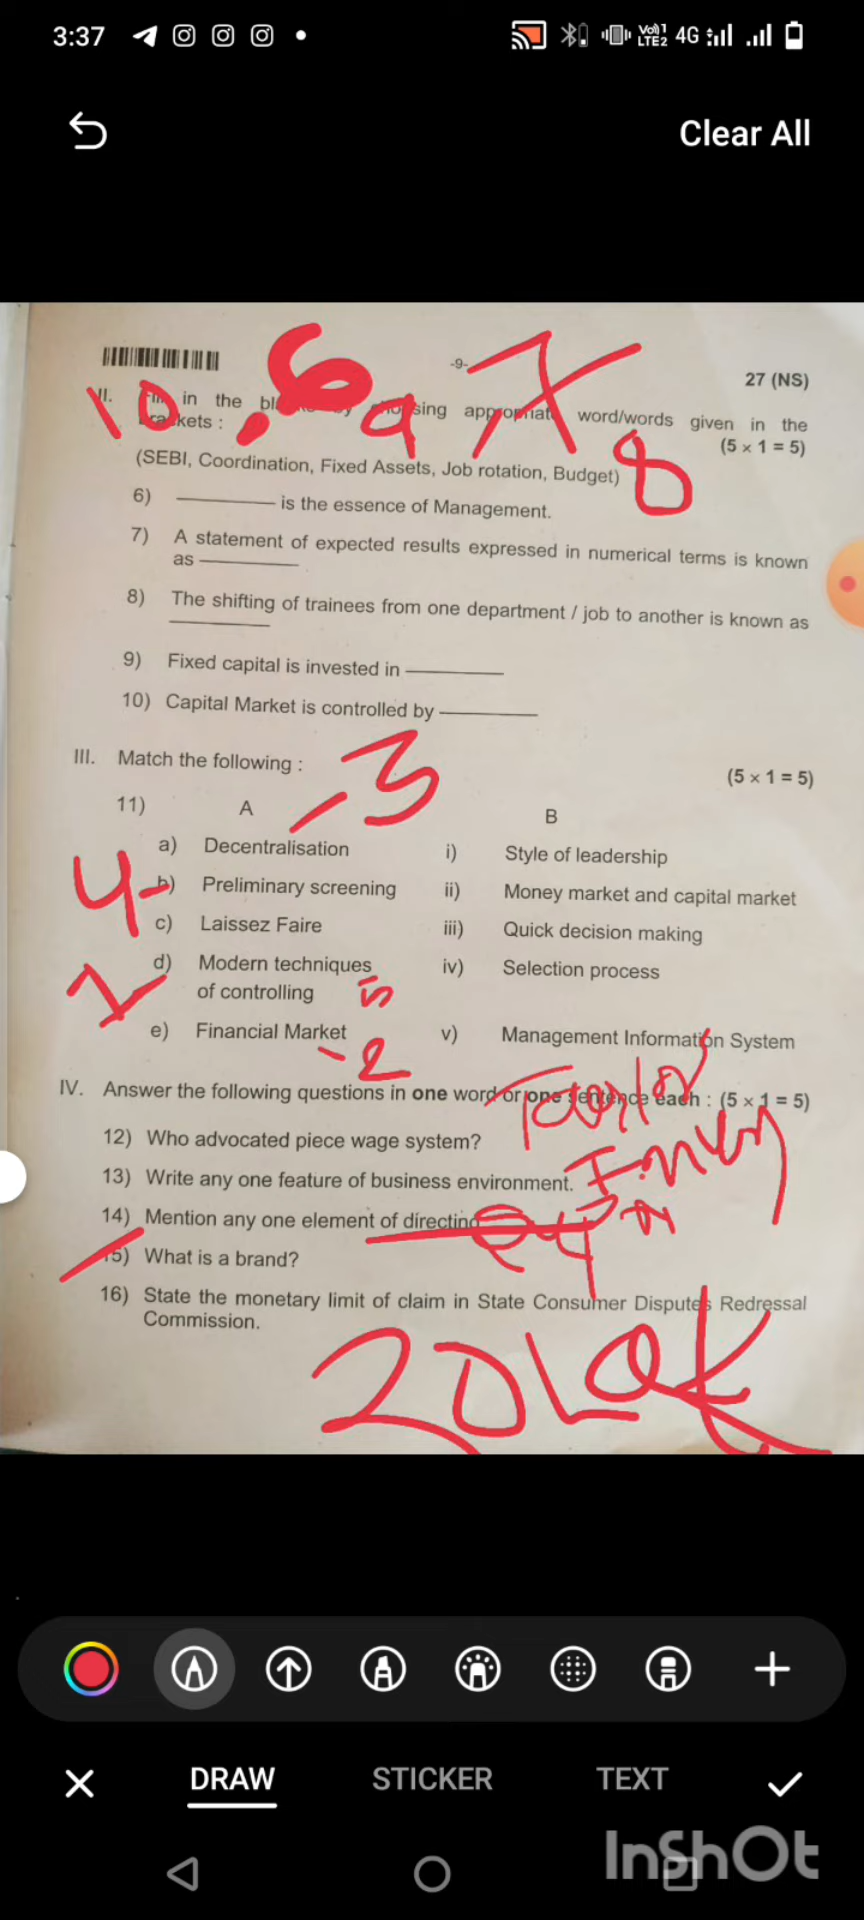 3:37
Vo)) 1
LTE2 4G
Clear All
-9-
27 (NS)
II. Fill in the by choosing appropriate word/words given in the
brackets :
(5 × 1 = 5)
10 , 6 9 , 7 8
(SEBI, Coordination, Fixed Assets, Job rotation, Budget)
6) ________ is the essence of Management.
7) A statement of expected results expressed in numerical terms is known
as ________
8) The shifting of trainees from one department / job to another is known as
________
9) Fixed capital is invested in ________
10) Capital Market is controlled by ________
III. Match the following :
(5 × 1 = 5)
11) A B
- 3
a) Decentralisation i) Style of leadership
4 -
b) Preliminary screening ii) Money market and capital market
c) Laissez Faire iii) Quick decision making
1
d) Modern techniques iv) Selection process
of controlling
5
e) Financial Market v) Management Information System
- 2
IV. Answer the following questions in one word or one sentence each : (5 × 1 = 5)
12) Who advocated piece wage system?
13) Write any one feature of business environment.
14) Mention any one element of directing
15) What is a brand?
16) State the monetary limit of claim in State Consumer Disputes Redressal
Commission.
20 Lak
DRAW
STICKER
TEXT
InShOt